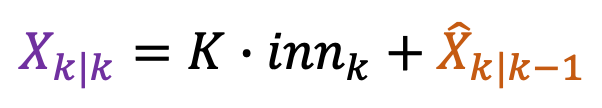 X_{k|k} = K · inn_k + X̂_{k|k−1}